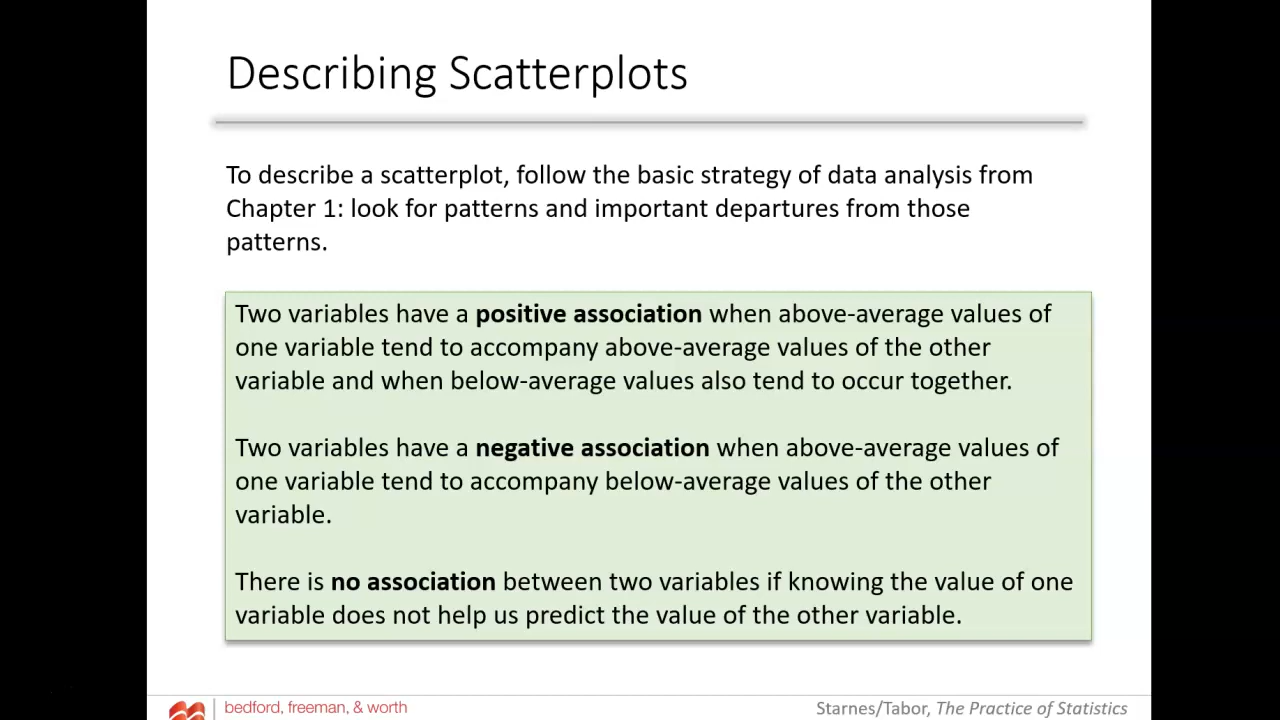 Describing Scatterplots
To describe a scatterplot, follow the basic strategy of data analysis from
Chapter 1: look for patterns and important departures from those
patterns.
Two variables have a positive association when above-average values of
one variable tend to accompany above-average values of the other
variable and when below-average values also tend to occur together.
Two variables have a negative association when above-average values of
one variable tend to accompany below-average values of the other
variable.
There is no association between two variables if knowing the value of one
variable does not help us predict the value of the other variable.
bedford, freeman, & worth
Starnes/Tabor, The Practice of Statistics